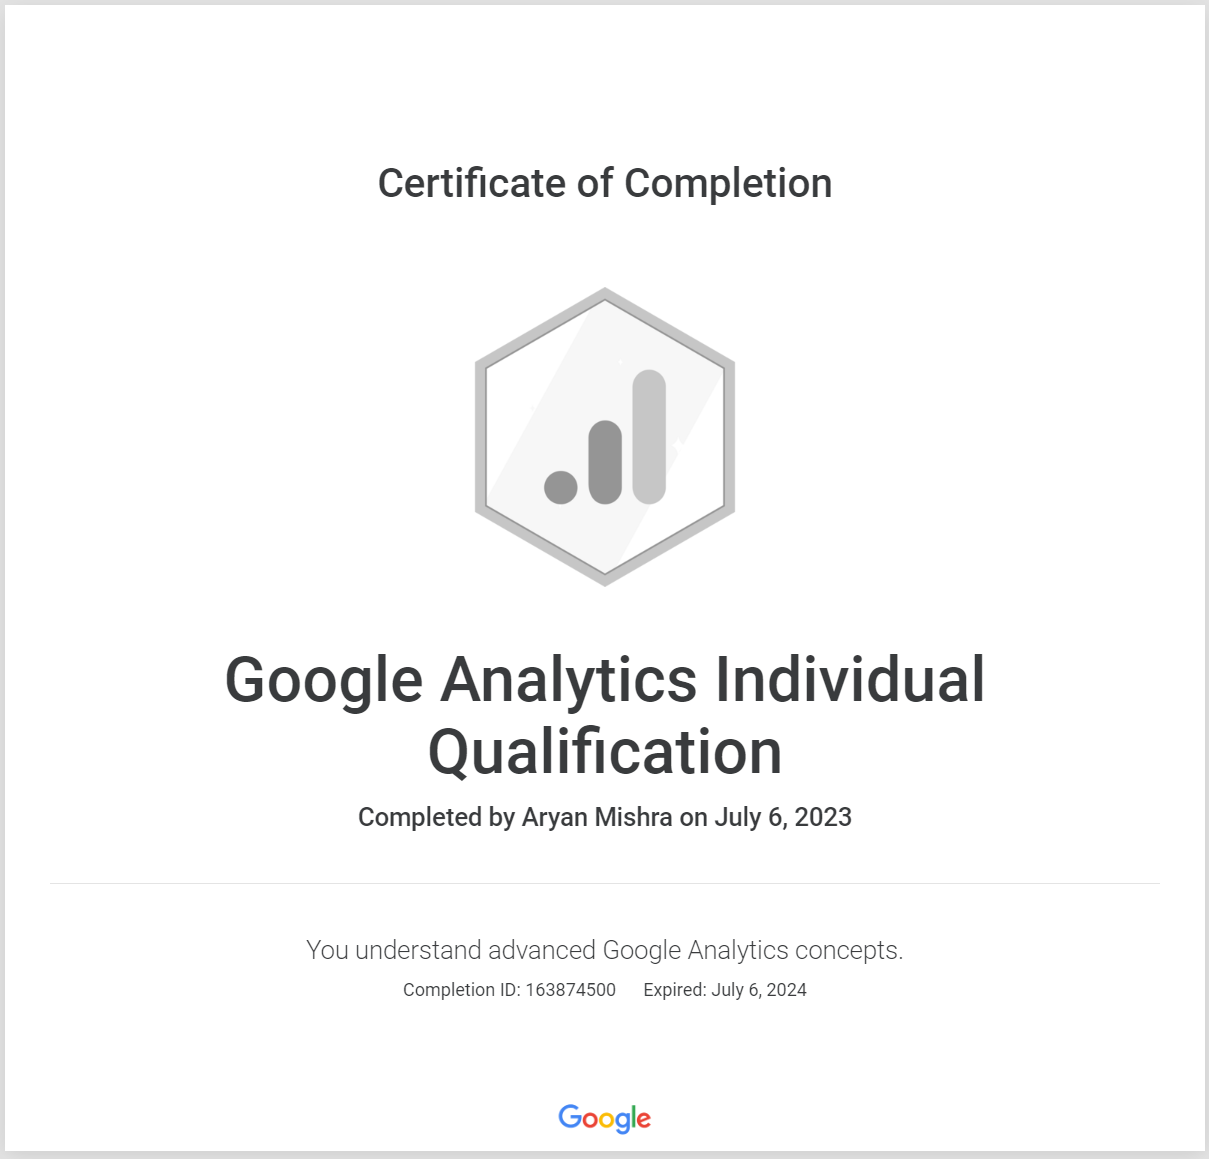 Certificate of Completion
Google Analytics Individual
Qualification
Completed by Aryan Mishra on July 6, 2023
You understand advanced Google Analytics concepts.
Completion ID: 163874500 Expired: July 6, 2024
Google